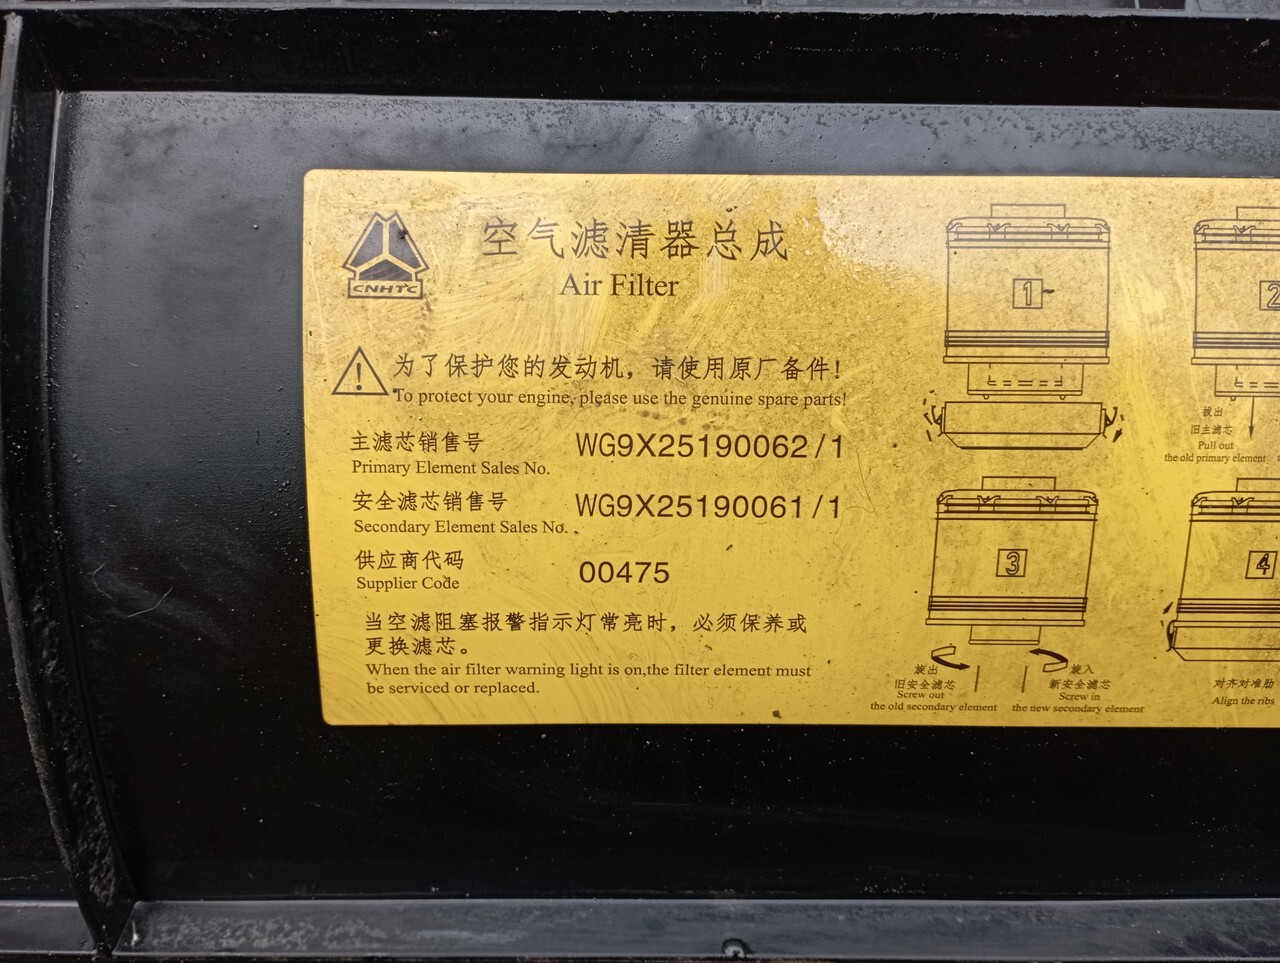 CNHTC
空气滤清器总成
Air Filter
为了保护您的发动机，请使用原厂备件！
To protect your engine, please use the genuine spare parts!
主滤芯销售号 WG9X25190062/1
Primary Element Sales No.
安全滤芯销售号 WG9X25190061/1
Secondary Element Sales No.
供应商代码 00475
Supplier Code
当空滤阻塞报警指示灯常亮时，必须保养或
更换滤芯。
When the air filter warning light is on,the filter element must
be serviced or replaced.
1
2
拔出
旧主滤芯
Pull out
the old primary element
3
旋出
旧安全滤芯
Screw out
the old secondary element
旋入
新安全滤芯
Screw in
the new secondary element
4
对齐对准肋
Align the ribs